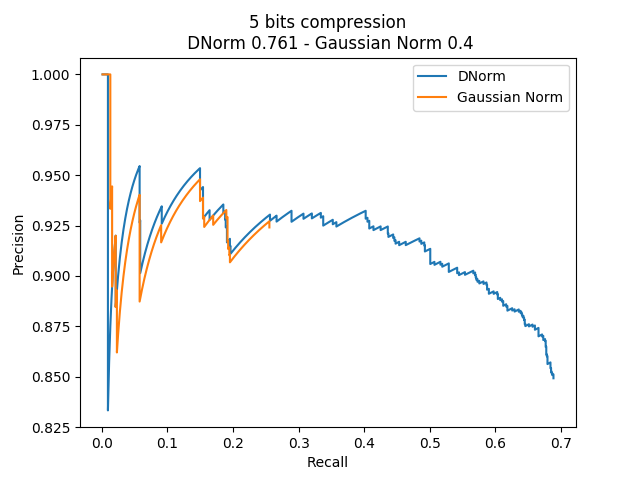 5 bits compression
DNorm 0.761 - Gaussian Norm 0.4
DNorm
Gaussian Norm
1.000
0.975
0.950
0.925
0.900
0.875
0.850
0.825
Precision
0.0 0.1 0.2 0.3 0.4 0.5 0.6 0.7
Recall